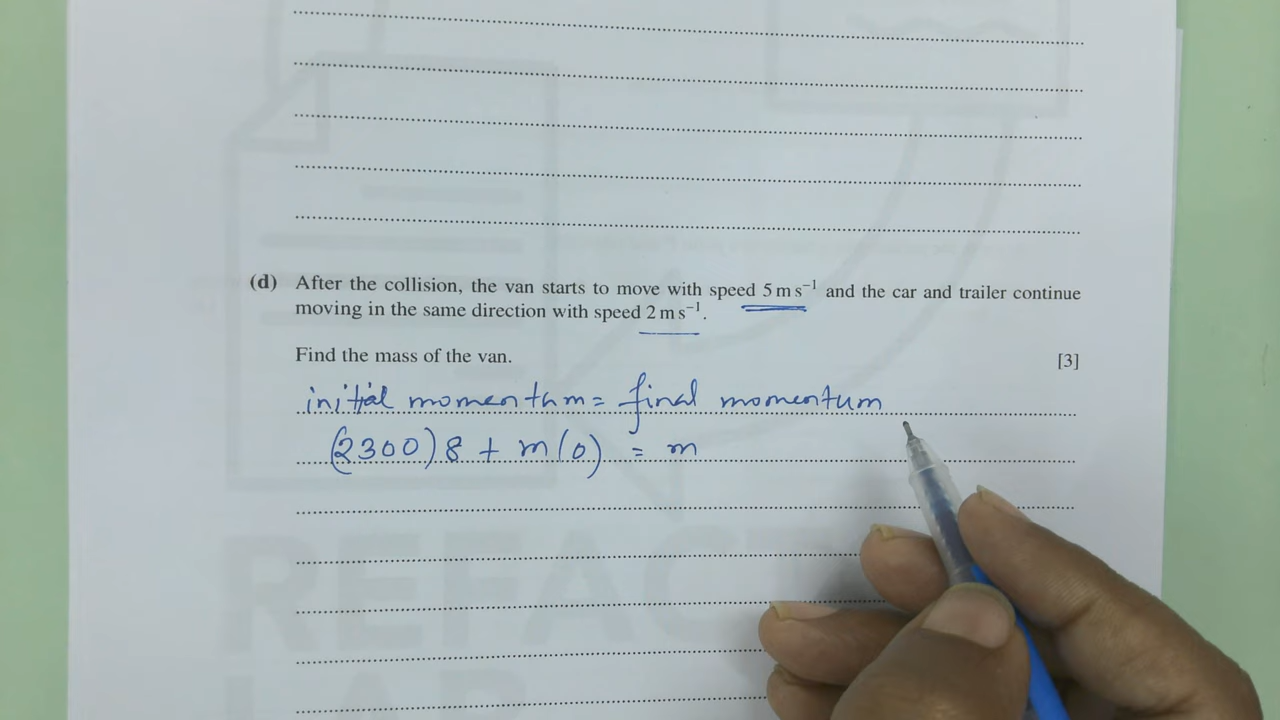 (d) After the collision, the van starts to move with speed 5 m s⁻¹ and the car and trailer continue
moving in the same direction with speed 2 m s⁻¹.
Find the mass of the van. [3]
initial momentum = final momentum
(2300) 8 + m(0) = m
REFACT
LAB